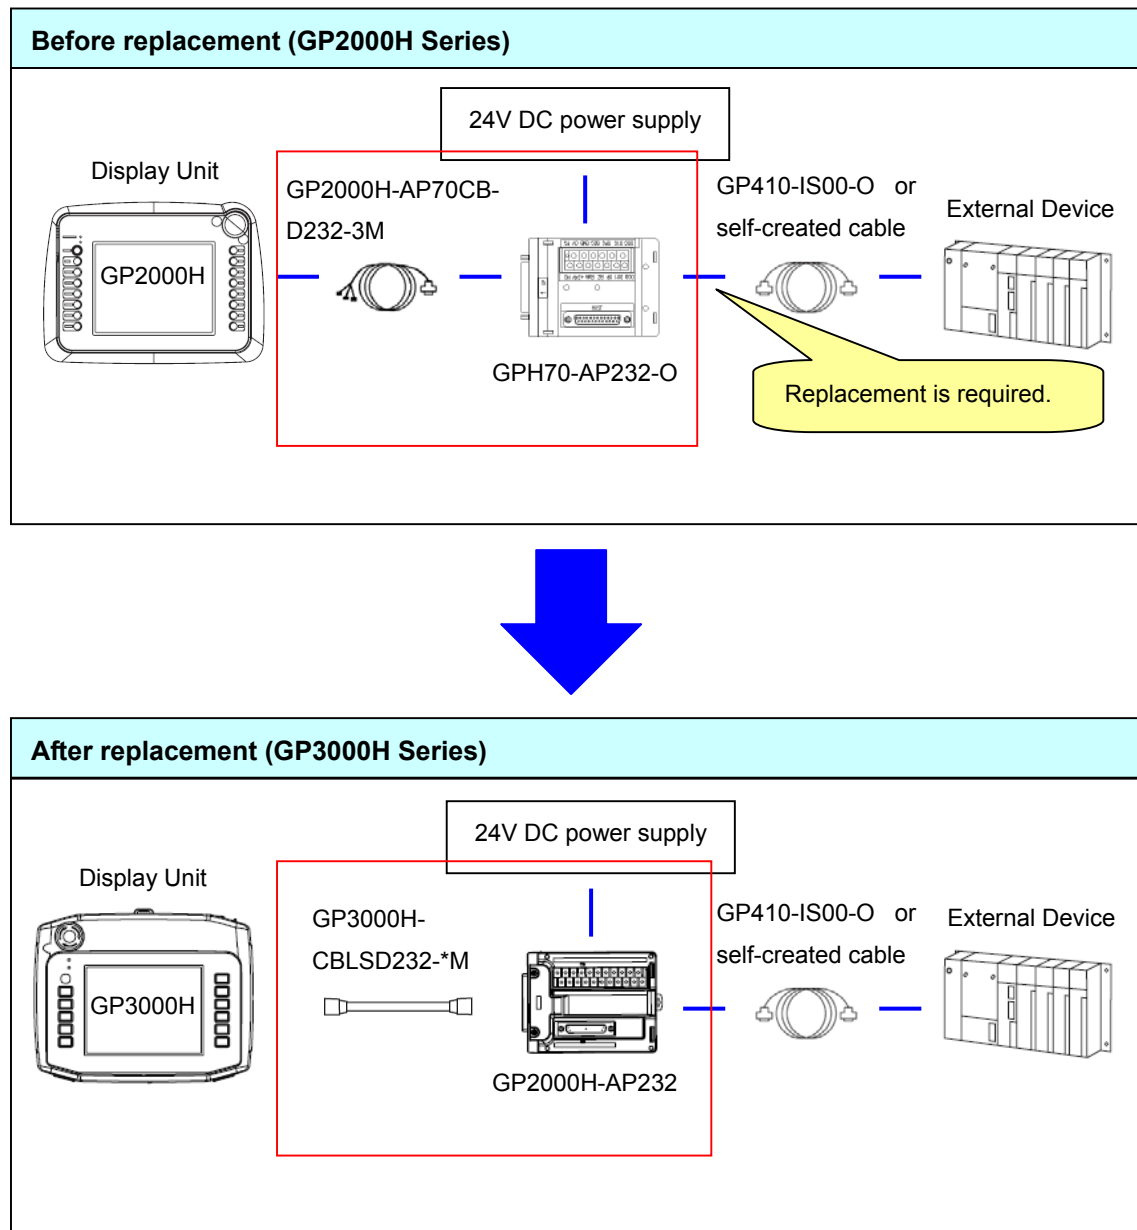 Before replacement (GP2000H Series)
24V DC power supply
Display Unit
GP2000H-AP70CB-
D232-3M
GP410-IS00-O or
self-created cable
External Device
GP2000H
GPH70-AP232-O
Replacement is required.
After replacement (GP3000H Series)
24V DC power supply
Display Unit
GP3000H-
CBLSD232-*M
GP410-IS00-O or
self-created cable
External Device
GP3000H
GP2000H-AP232